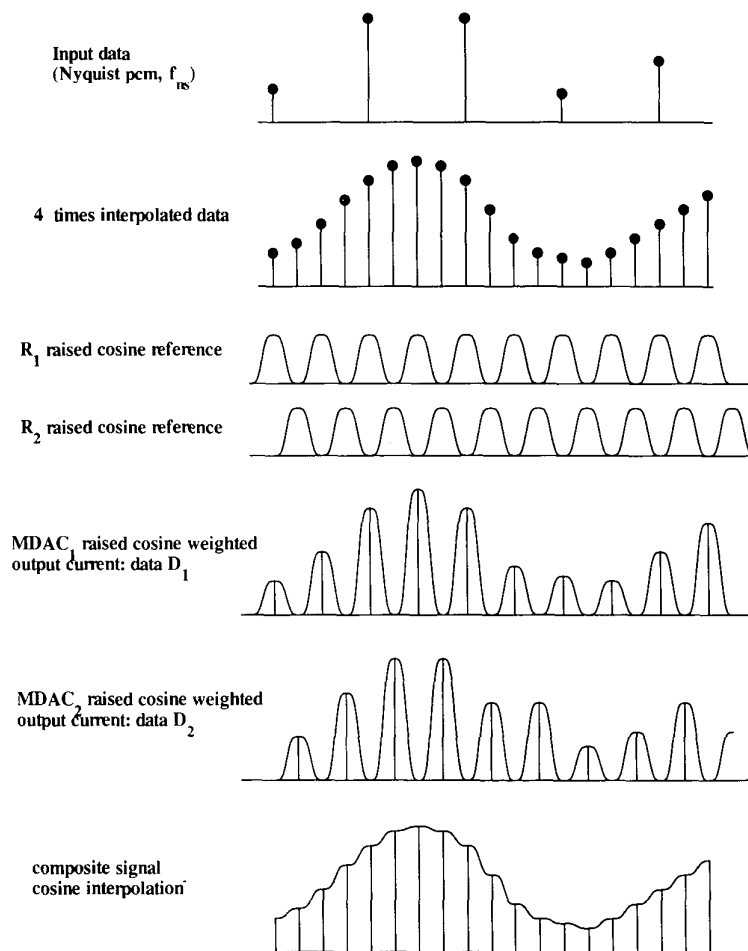 Input data
(Nyquist pcm, f_ns)
4 times interpolated data
R_1 raised cosine reference
R_2 raised cosine reference
MDAC_1 raised cosine weighted
output current: data D_1
MDAC_2 raised cosine weighted
output current: data D_2
composite signal
cosine interpolation